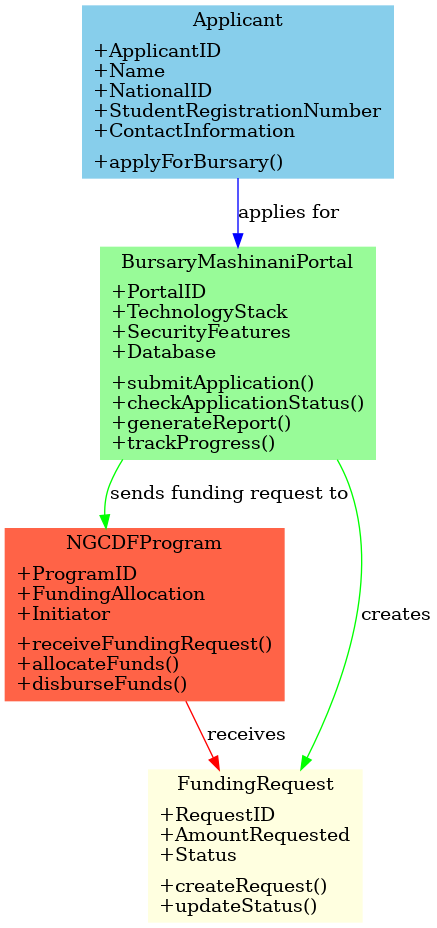 Applicant
+ApplicantID
+Name
+NationalID
+StudentRegistrationNumber
+ContactInformation
+applyForBursary()
applies for
BursaryMashinaniPortal
+PortalID
+TechnologyStack
+SecurityFeatures
+Database
+submitApplication()
+checkApplicationStatus()
+generateReport()
+trackProgress()
sends funding request to
NGCDFProgram
+ProgramID
+FundingAllocation
+Initiator
+receiveFundingRequest()
+allocateFunds()
+disburseFunds()
creates
receives
FundingRequest
+RequestID
+AmountRequested
+Status
+createRequest()
+updateStatus()